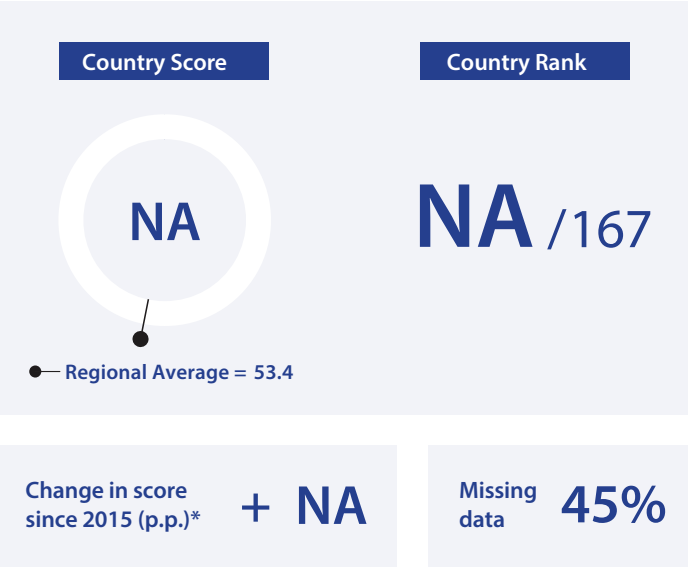 Country Score
Country Rank
NA
NA /167
Regional Average = 53.4
Change in score
since 2015 (p.p.)*
+ NA
Missing
data
45%